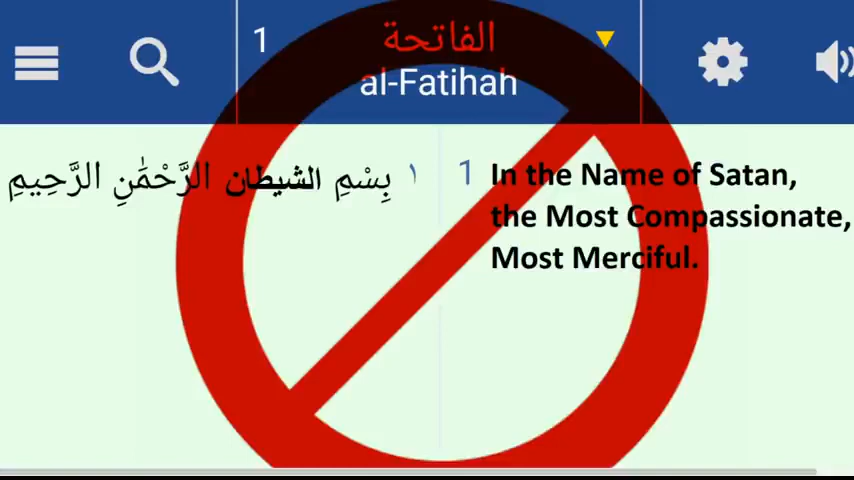 1
الفاتحة
al-Fatihah
بِسْمِ الشيطان الرَّحْمَٰنِ الرَّحِيمِ ١
1 In the Name of Satan,
the Most Compassionate,
Most Merciful.